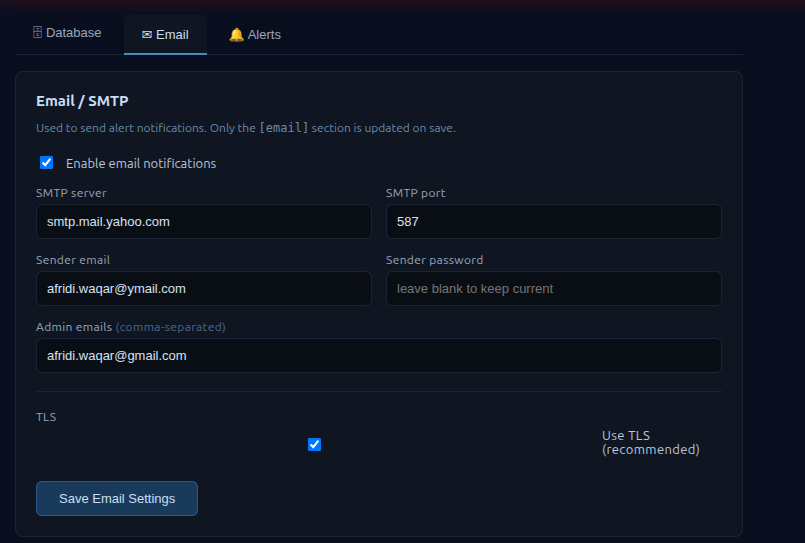 🗄 Database
✉ Email
🔔 Alerts
Email / SMTP
Used to send alert notifications. Only the [email] section is updated on save.
Enable email notifications
SMTP server
SMTP port
smtp.mail.yahoo.com
587
Sender email
Sender password
afridi.waqar@ymail.com
leave blank to keep current
Admin emails (comma-separated)
afridi.waqar@gmail.com
TLS
Use TLS
(recommended)
Save Email Settings